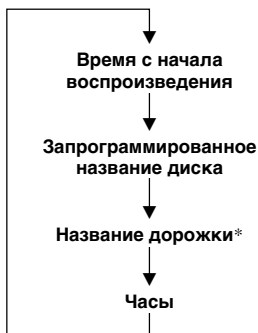 Время с начала
воспроизведения
Запрограммированное
название диска
Название дорожки*
Часы